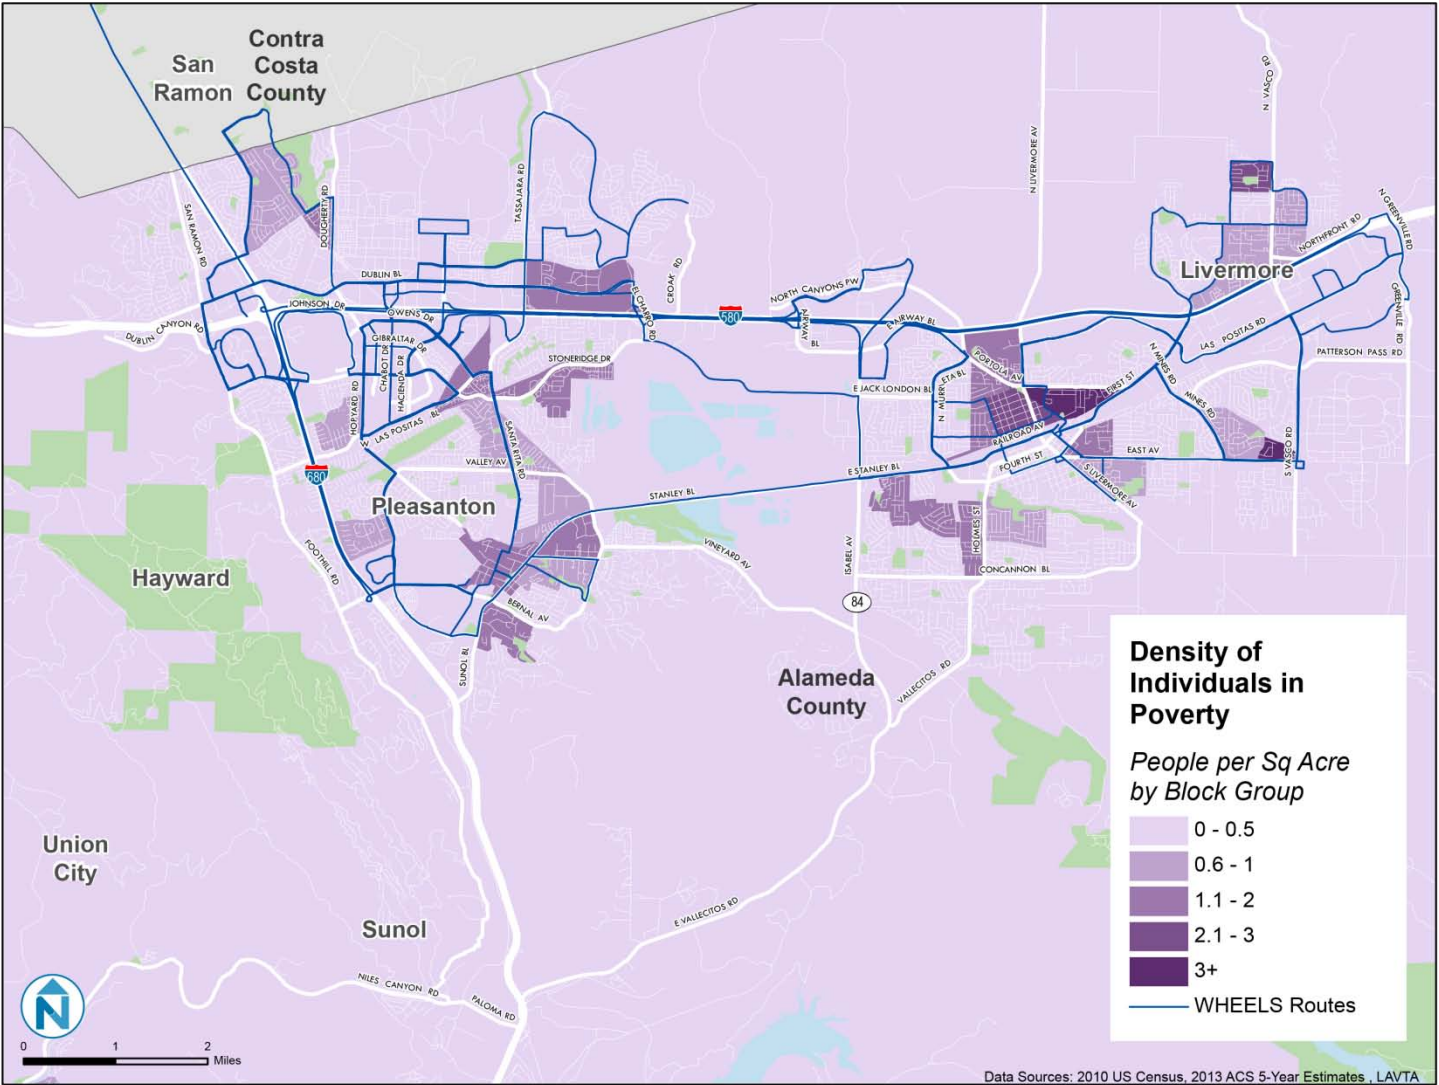 Contra
Costa
County
San
Ramon
N VASCO RD
N LIVERMORE AV
TASSAJARA RD
DOUGHERTY RD
SAN RAMON RD
N GREENVILLE RD
NORTHFRONT RD
Livermore
DUBLIN BL
CROAK RD
EL CHARRO RD
NORTH CANYONS PW
JOHNSON DR
OWENS DR
580
AIRWAY
BL
E AIRWAY BL
GREENVILLE RD
DUBLIN CANYON RD
GIBRALTAR DR
LAS POSITAS RD
CHABOT DR
HACIENDA DR
STONERIDGE DR
PORTOLA AV
N MINES RD
PATTERSON PASS RD
HOPYARD RD
E JACK LONDON BL
N MURRIETA BL
FIRST ST
MINES RD
W LAS POSITAS BL
SANTA RITA RD
RAILROAD AV
EAST AV
S VASCO RD
680
VALLEY AV
E STANLEY BL
FOURTH ST
S LIVERMORE AV
STANLEY BL
Pleasanton
HOLMES ST
FOOTHILL RD
VINEYARD AV
ISABEL AV
CONCANNON BL
Hayward
BERNAL AV
84
SUNOL BL
Alameda
County
VALLECITOS RD
Density of
Individuals in
Poverty
People per Sq Acre
by Block Group
0 - 0.5
0.6 - 1
1.1 - 2
2.1 - 3
3+
WHEELS Routes
Union
City
Sunol
E VALLECITOS RD
NILES CANYON RD
PALOMA RD
N
0 1 2
Miles
Data Sources: 2010 US Census, 2013 ACS 5-Year Estimates , LAVTA